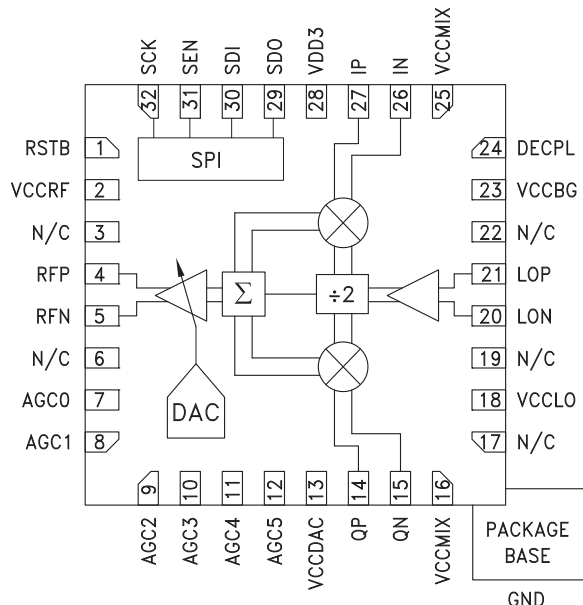 SCK SEN SDI SDO VDD3 IP IN VCCMIX
32 31 30 29 28 27 26 25
RSTB 1 SPI 24 DECPL
VCCRF 2 23 VCCBG
N/C 3 22 N/C
RFP 4 21 LOP
Σ ÷2
RFN 5 20 LON
N/C 6 19 N/C
AGC0 7 DAC 18 VCCLO
AGC1 8 17 N/C
9 10 11 12 13 14 15 16
AGC2 AGC3 AGC4 AGC5 VCCDAC QP QN VCCMIX
PACKAGE
BASE
GND